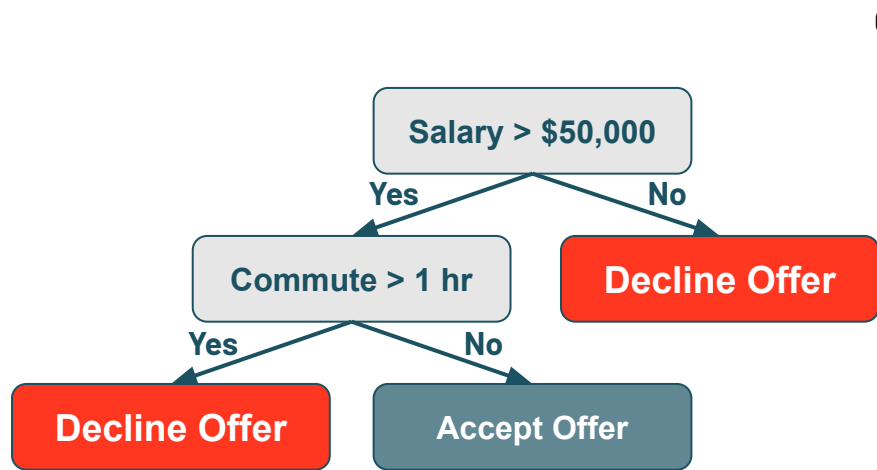 Salary > $50,000
Yes
No
Commute > 1 hr
Decline Offer
Yes
No
Decline Offer
Accept Offer